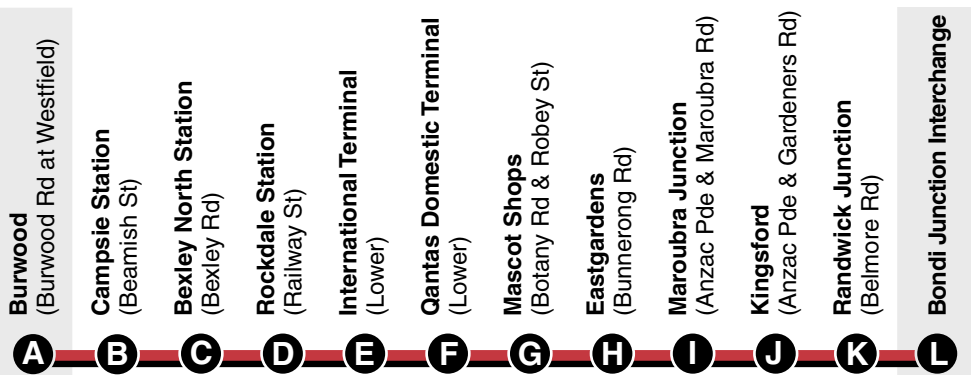 Burwood
(Burwood Rd at Westfield)
Campsie Station
(Beamish St)
Bexley North Station
(Bexley Rd)
Rockdale Station
(Railway St)
International Terminal
(Lower)
Qantas Domestic Terminal
(Lower)
Mascot Shops
(Botany Rd & Robey St)
Eastgardens
(Bunnerong Rd)
Maroubra Junction
(Anzac Pde & Maroubra Rd)
Kingsford
(Anzac Pde & Gardeners Rd)
Randwick Junction
(Belmore Rd)
Bondi Junction Interchange
A B C D E F G H I J K L